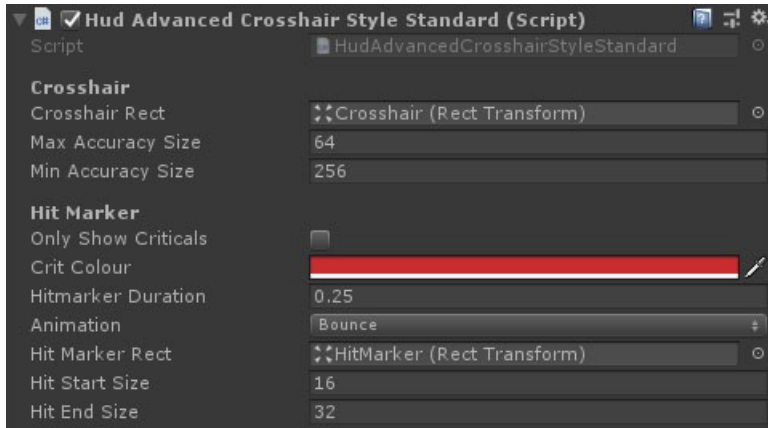 Hud Advanced Crosshair Style Standard (Script)
Script HudAdvancedCrosshairStyleStandard
Crosshair
Crosshair Rect Crosshair (Rect Transform)
Max Accuracy Size 64
Min Accuracy Size 256
Hit Marker
Only Show Criticals
Crit Colour
Hitmarker Duration 0.25
Animation Bounce
Hit Marker Rect HitMarker (Rect Transform)
Hit Start Size 16
Hit End Size 32